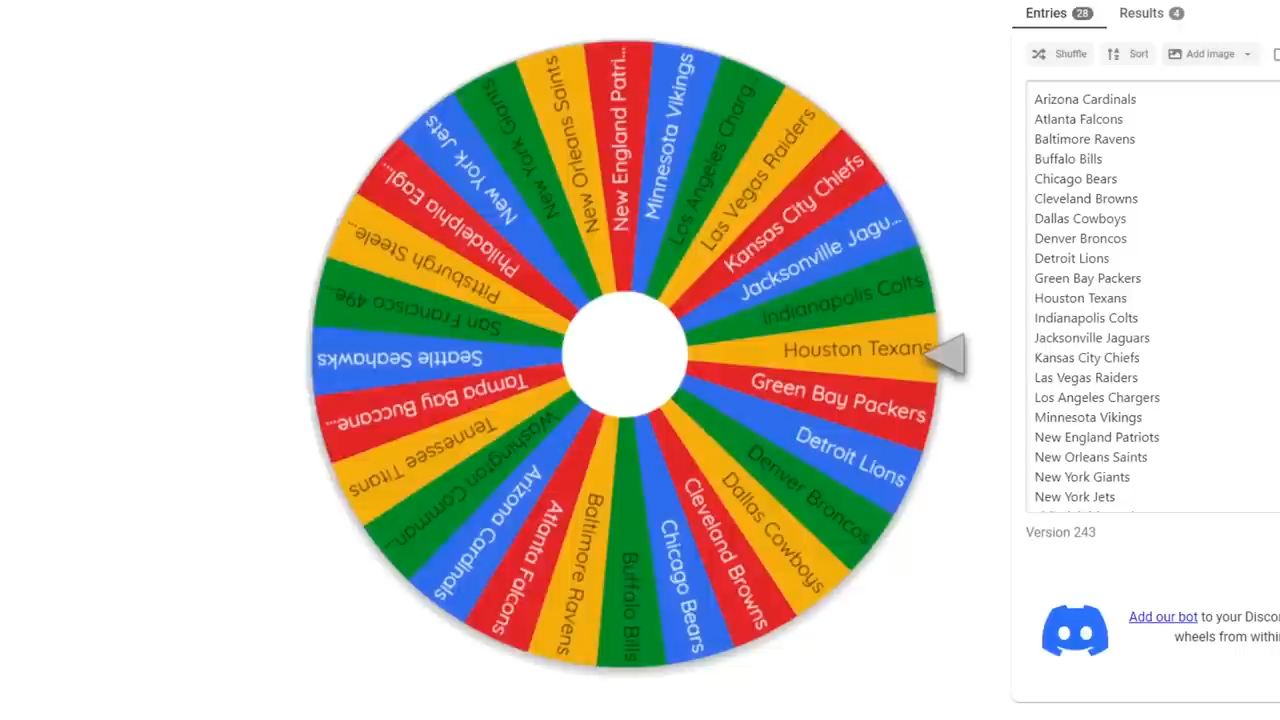 Entries 28 Results 4
Shuffle Sort Add image
Arizona Cardinals
Atlanta Falcons
Baltimore Ravens
Buffalo Bills
Chicago Bears
Cleveland Browns
Dallas Cowboys
Denver Broncos
Detroit Lions
Green Bay Packers
Houston Texans
Indianapolis Colts
Jacksonville Jaguars
Kansas City Chiefs
Las Vegas Raiders
Los Angeles Chargers
Minnesota Vikings
New England Patriots
New Orleans Saints
New York Giants
New York Jets
Version 243
Add our bot to your Discor
wheels from within
New England Patri...
Minnesota Vikings
Los Angeles Charg
Las Vegas Raiders
Kansas City Chiefs
Jacksonville Jagu...
Indianapolis Colts
Houston Texans
Green Bay Packers
Detroit Lions
Denver Broncos
Dallas Cowboys
Cleveland Browns
Chicago Bears
Buffalo Bills
Baltimore Ravens
Atlanta Falcons
Arizona Cardinals
Washington Comman...
Tennessee Titans
Tampa Bay Buccane...
Seattle Seahawks
San Francisco 49e...
Pittsburgh Steele...
Philadelphia Eagl...
New York Jets
New York Giants
New Orleans Saints